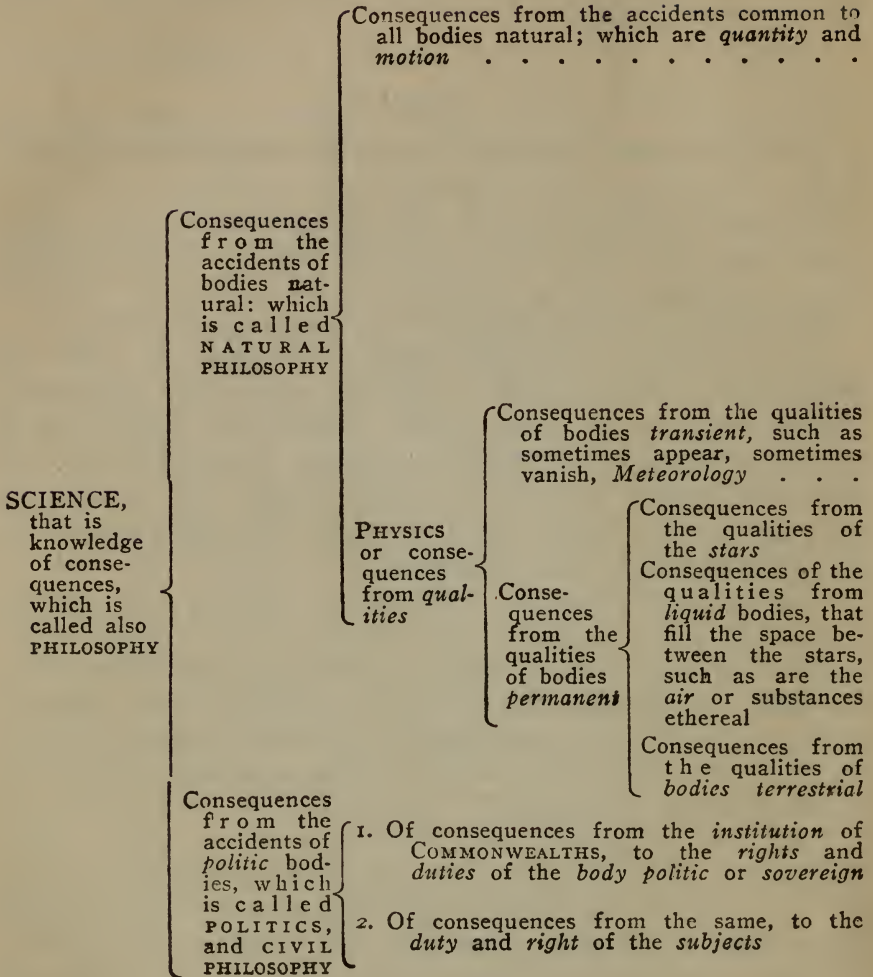 Consequences from the accidents common to
all bodies natural; which are quantity and
motion . . . . . . . . . . .
Consequences
from the
accidents of
bodies nat-
ural: which
is called
NATURAL
PHILOSOPHY
Consequences from the qualities
of bodies transient, such as
sometimes appear, sometimes
vanish, Meteorology . . .
SCIENCE,
that is
knowledge
of conse-
quences,
which is
called also
PHILOSOPHY
PHYSICS
or conse-
quences
from qual-
ities
Conse-
quences
from the
qualities
of bodies
permanent
Consequences from
the qualities of
the stars
Consequences of the
qualities from
liquid bodies, that
fill the space be-
tween the stars,
such as are the
air or substances
ethereal
Consequences from
the qualities of
bodies terrestrial
Consequences
from the
accidents of
politic bod-
ies, which
is called
POLITICS,
and CIVIL
PHILOSOPHY
1. Of consequences from the institution of
COMMONWEALTHS, to the rights and
duties of the body politic or sovereign
2. Of consequences from the same, to the
duty and right of the subjects